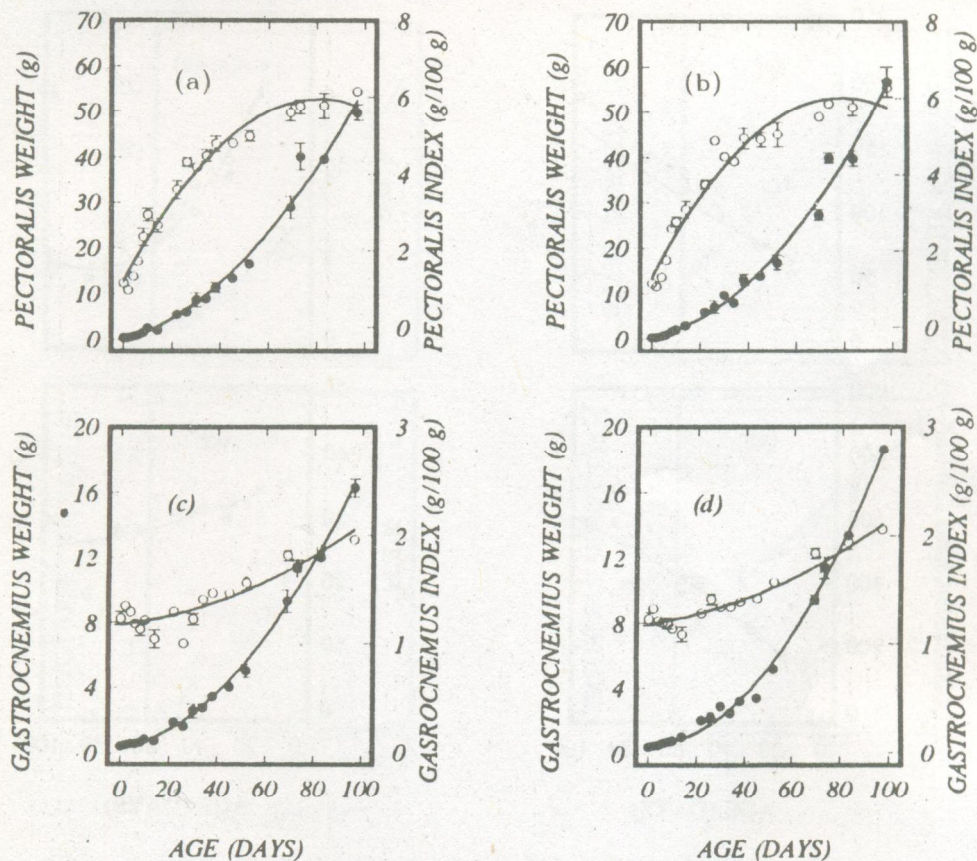 PECTORALIS WEIGHT (g)
70
60
50
40
30
20
10
0
(a)
8
6
4
2
0
PECTORALIS INDEX (g/100 g)
PECTORALIS WEIGHT (g)
70
60
50
40
30
20
10
0
(b)
8
6
4
2
0
PECTORALIS INDEX (g/100 g)
GASTROCNEMIUS WEIGHT (g)
20
16
12
8
4
0
(c)
3
2
1
0
GASROCNEMIUS INDEX (g/100 g)
0 20 40 60 80 100
GASTROCNEMIUS WEIGHT (g)
20
16
12
8
4
0
(d)
3
2
1
0
GASTROCNEMIUS INDEX (g/100 g)
0 20 40 60 80 100
AGE (DAYS)
AGE (DAYS)